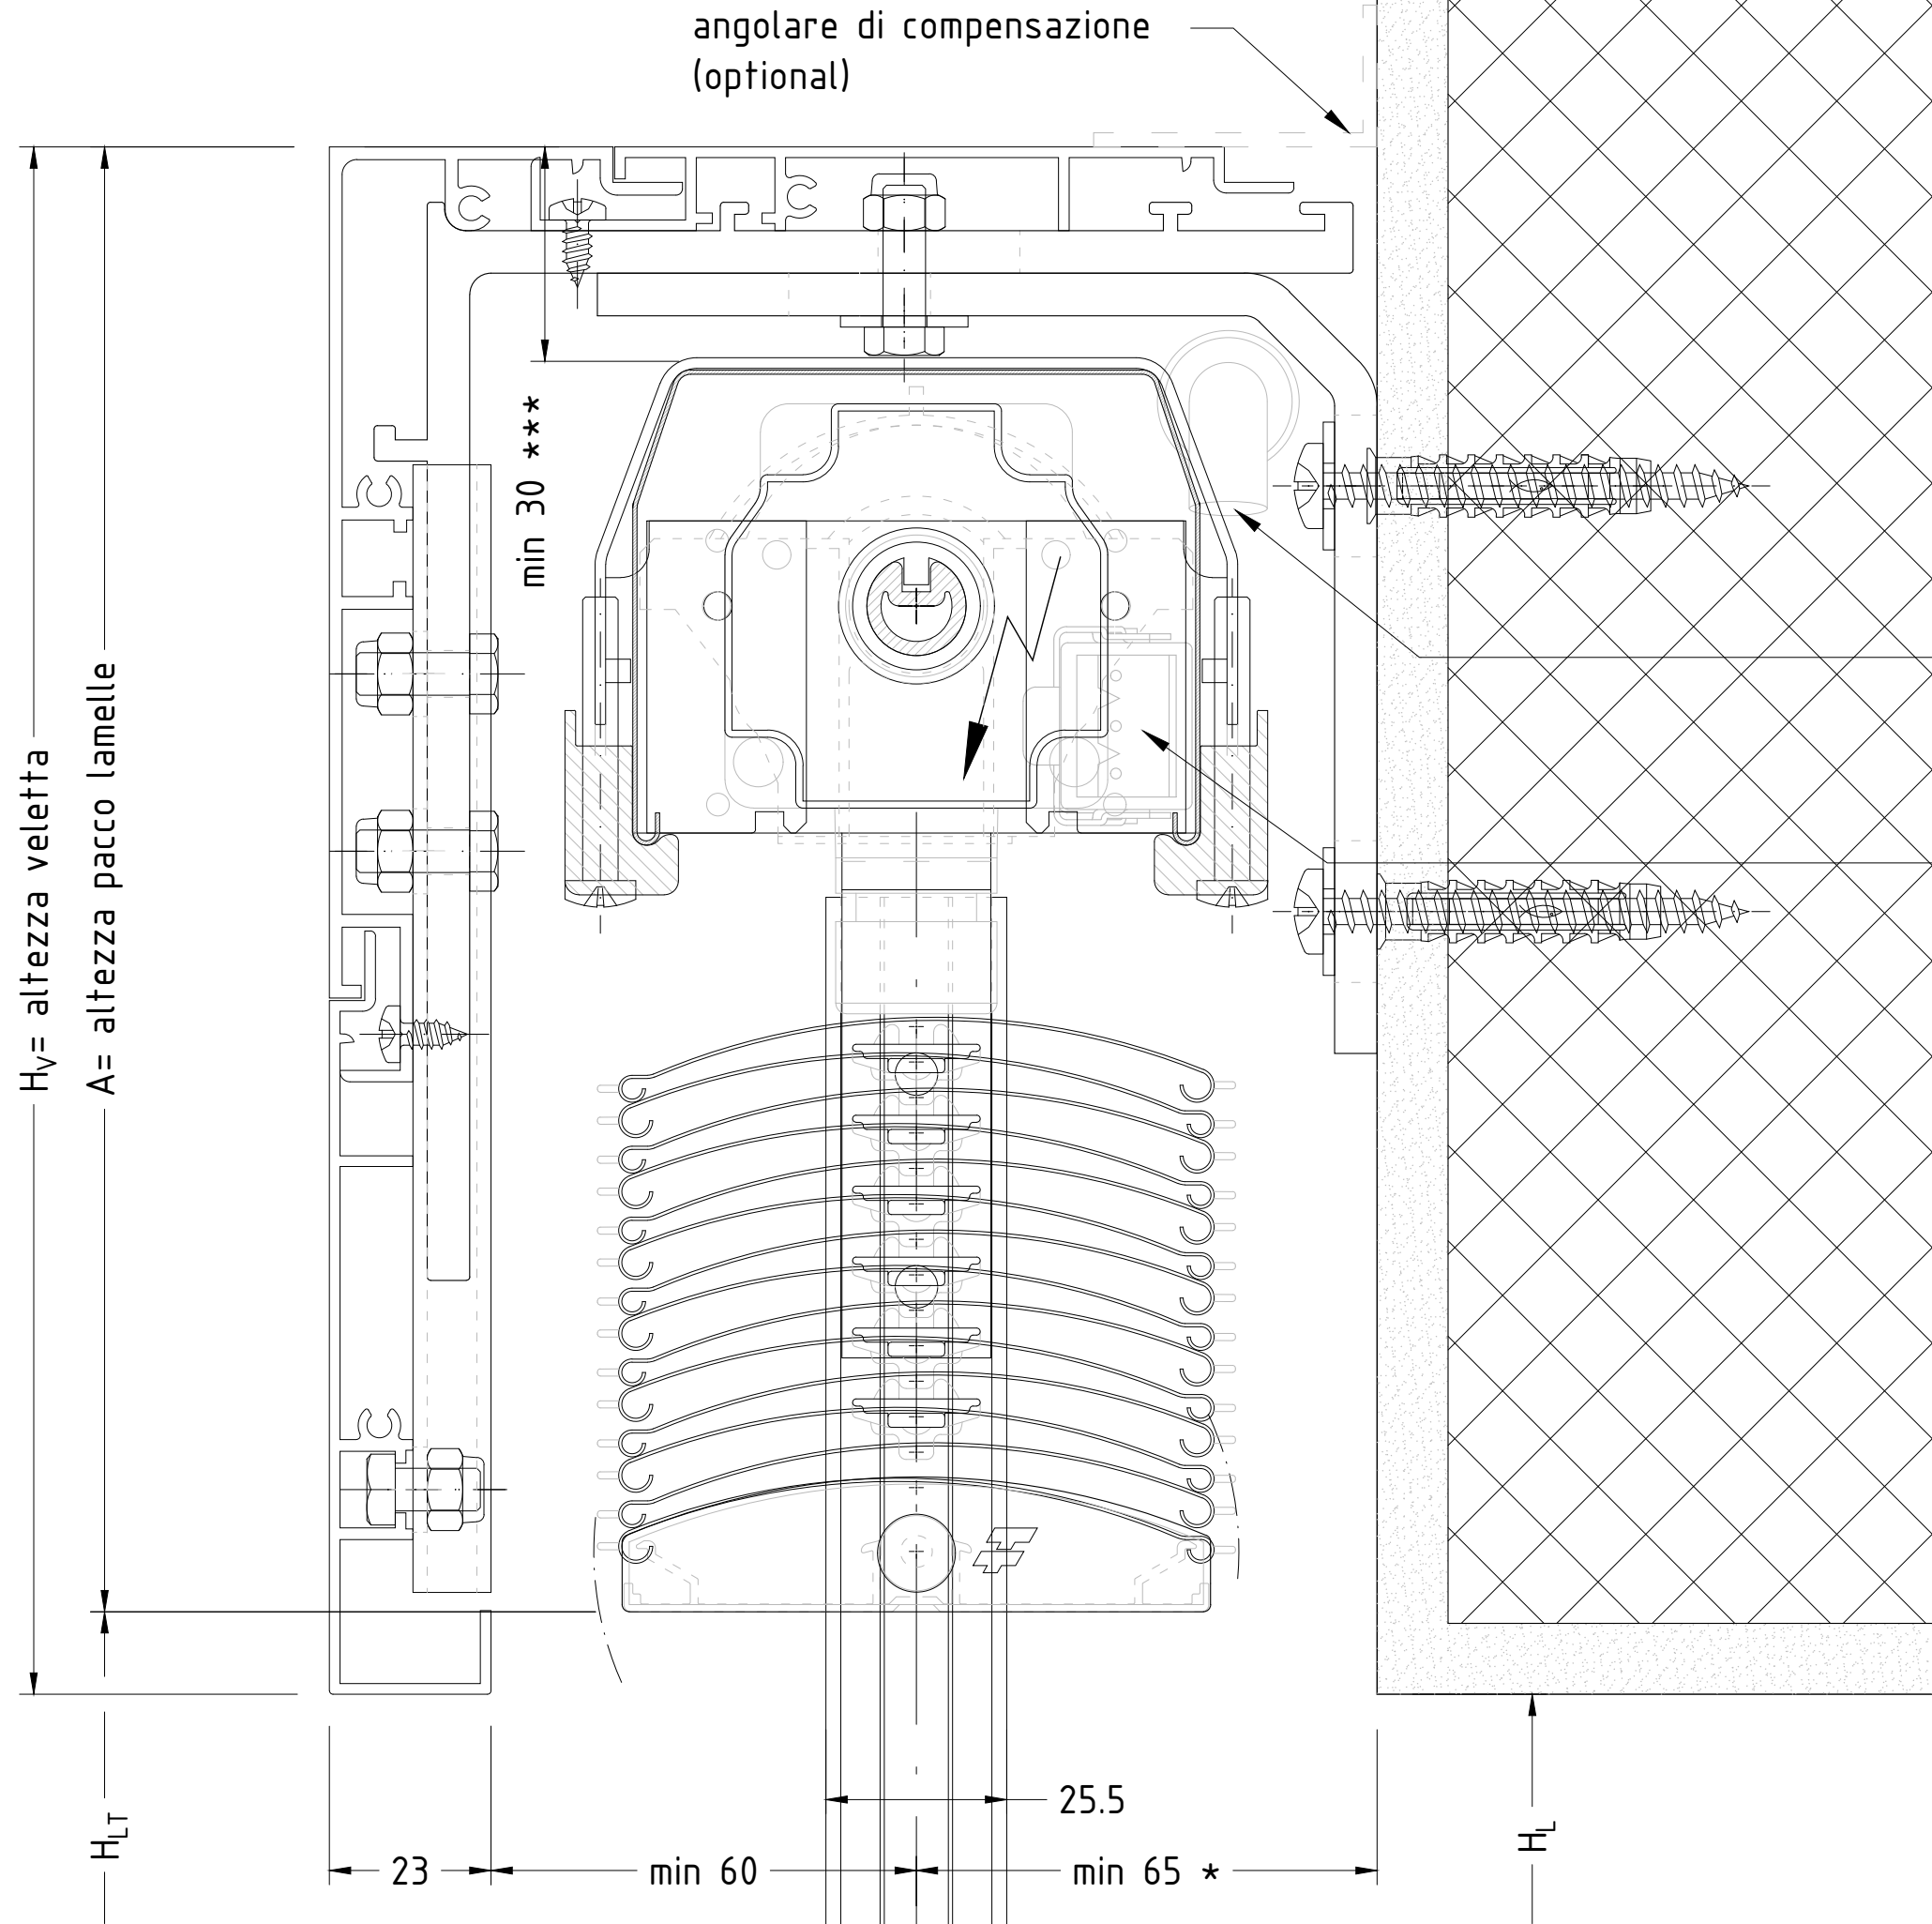 angolare di compensazione
(optional)
min 30 ***
HV= altezza veletta
A= altezza pacco lamelle
25.5
HLT
HL
23
min 60
min 65 *